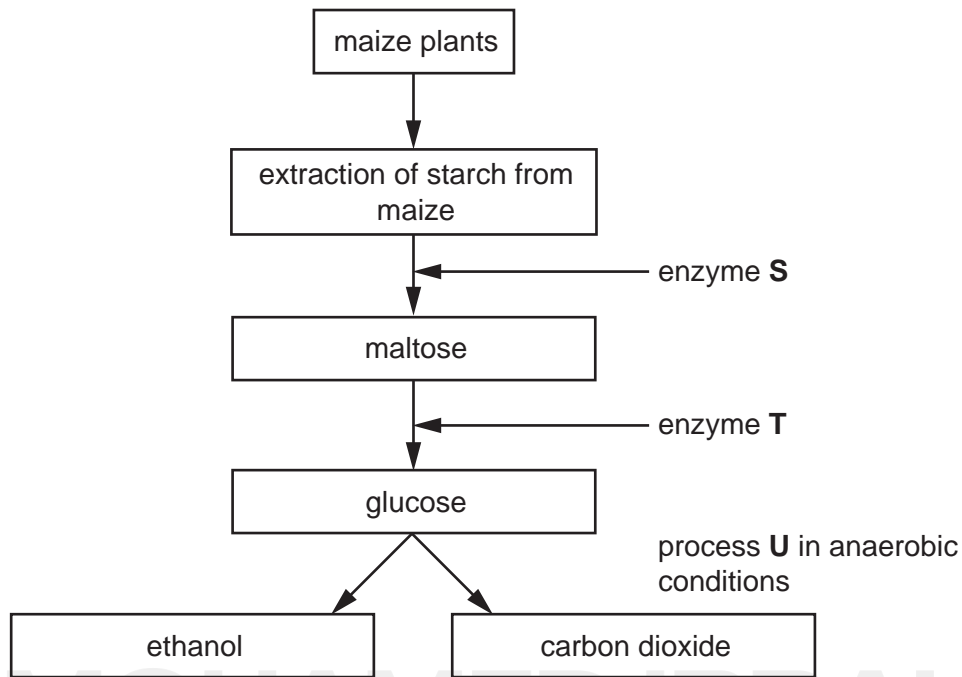 maize plants
extraction of starch from
maize
enzyme S
maltose
enzyme T
glucose
process U in anaerobic
conditions
ethanol
carbon dioxide